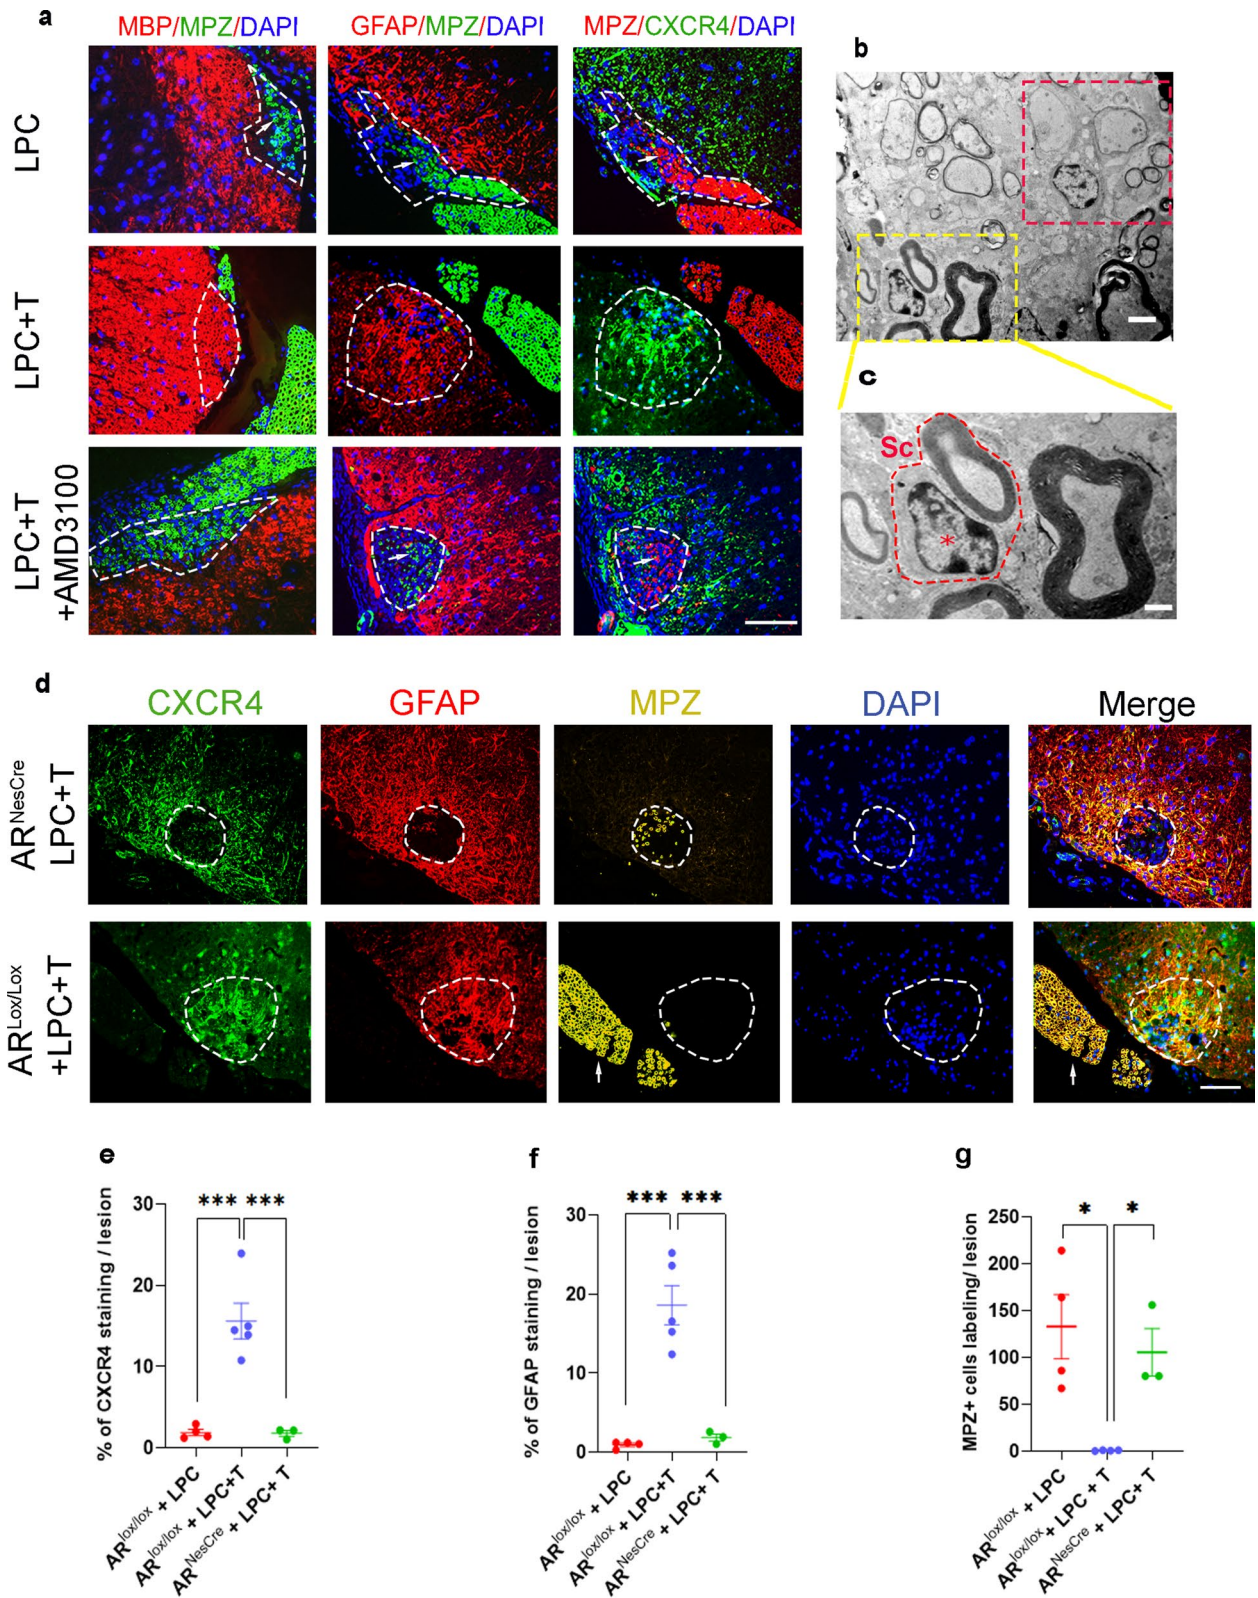 a
MBP/MPZ/DAPI
GFAP/MPZ/DAPI
MPZ/CXCR4/DAPI
LPC
LPC+T
LPC+T
+AMD3100
b
c
Sc
*
d
CXCR4
GFAP
MPZ
DAPI
Merge
AR^NesCre
LPC+T
AR^Lox/Lox
+LPC+T
e
*** ***
% of CXCR4 staining / lesion
30
20
10
0
AR^lox/lox + LPC
AR^lox/lox + LPC+T
AR^NesCre + LPC+ T
f
*** ***
% of GFAP staining / lesion
30
20
10
0
AR^lox/lox + LPC
AR^lox/lox + LPC+T
AR^NesCre + LPC+ T
g
* *
MPZ+ cells labeling/ lesion
250
200
150
100
50
0
AR^lox/lox + LPC
AR^lox/lox + LPC + T
AR^NesCre + LPC+ T